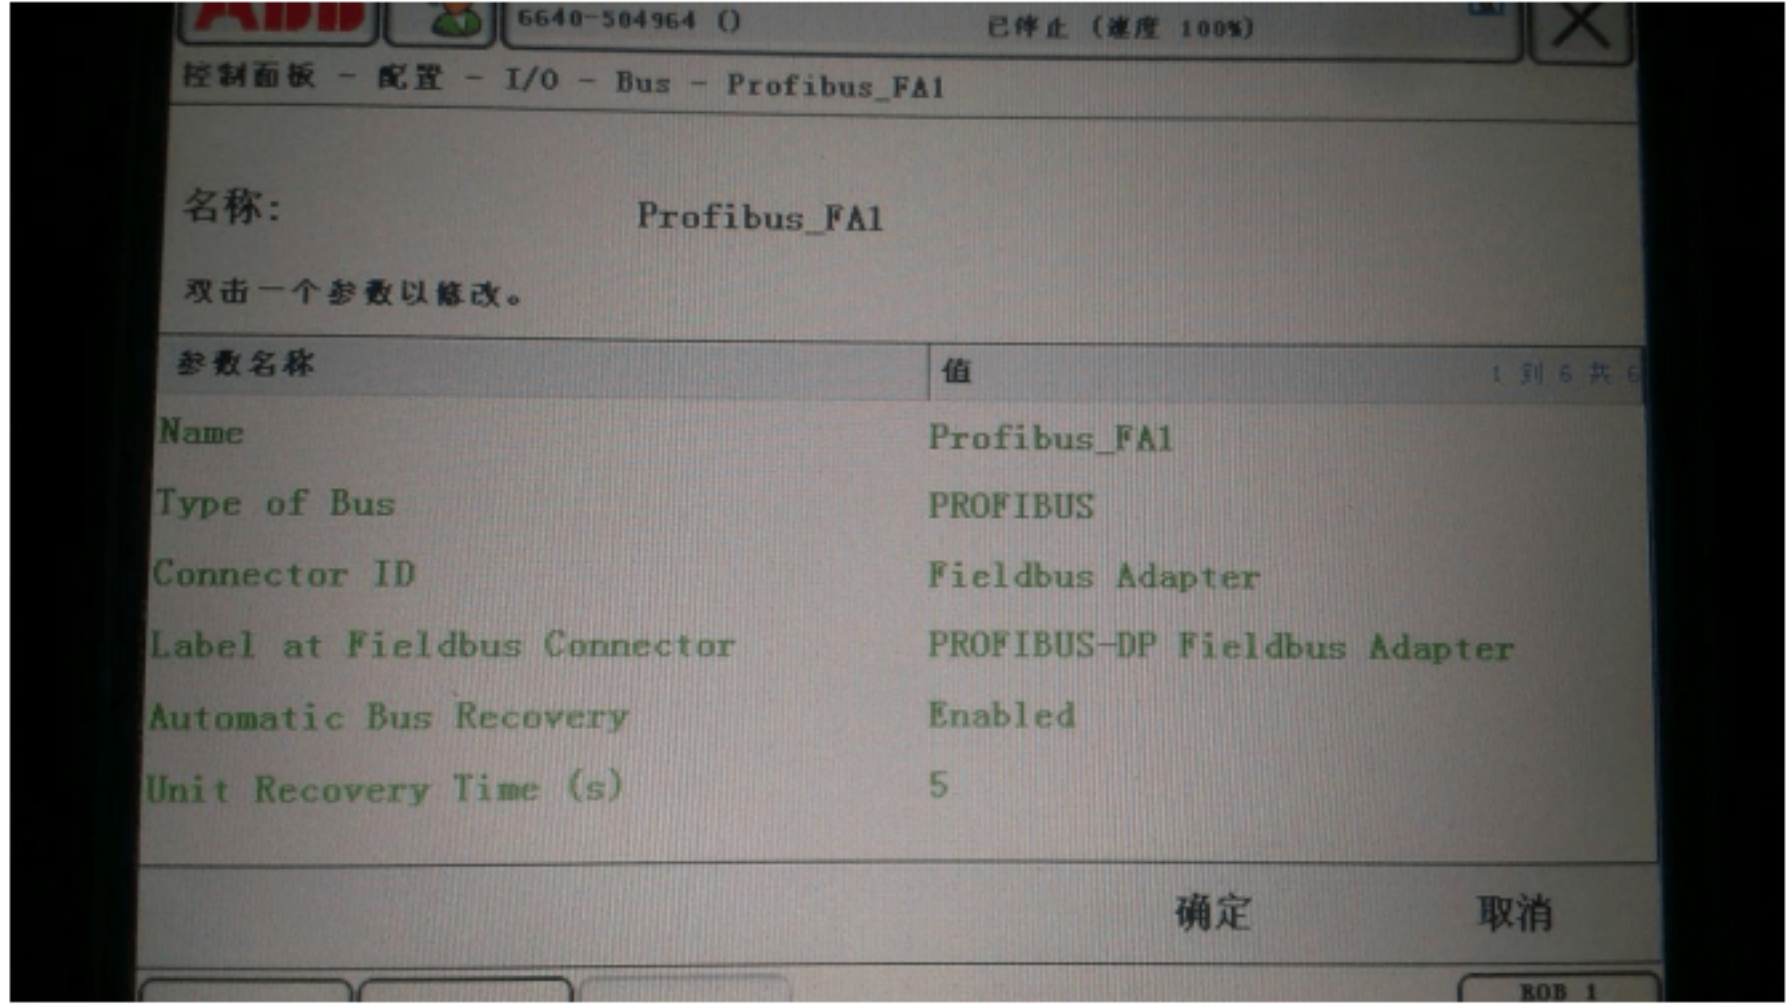 ABB
6640-504964 ()
已停止 (速度 100%)
控制面板 - 配置 - I/O - Bus - Profibus_FA1
名称: Profibus_FA1
双击一个参数以修改。
参数名称 值 1 到 6 共 6
Name Profibus_FA1
Type of Bus PROFIBUS
Connector ID Fieldbus Adapter
Label at Fieldbus Connector PROFIBUS-DP Fieldbus Adapter
Automatic Bus Recovery Enabled
Unit Recovery Time (s) 5
确定 取消
ROB_1